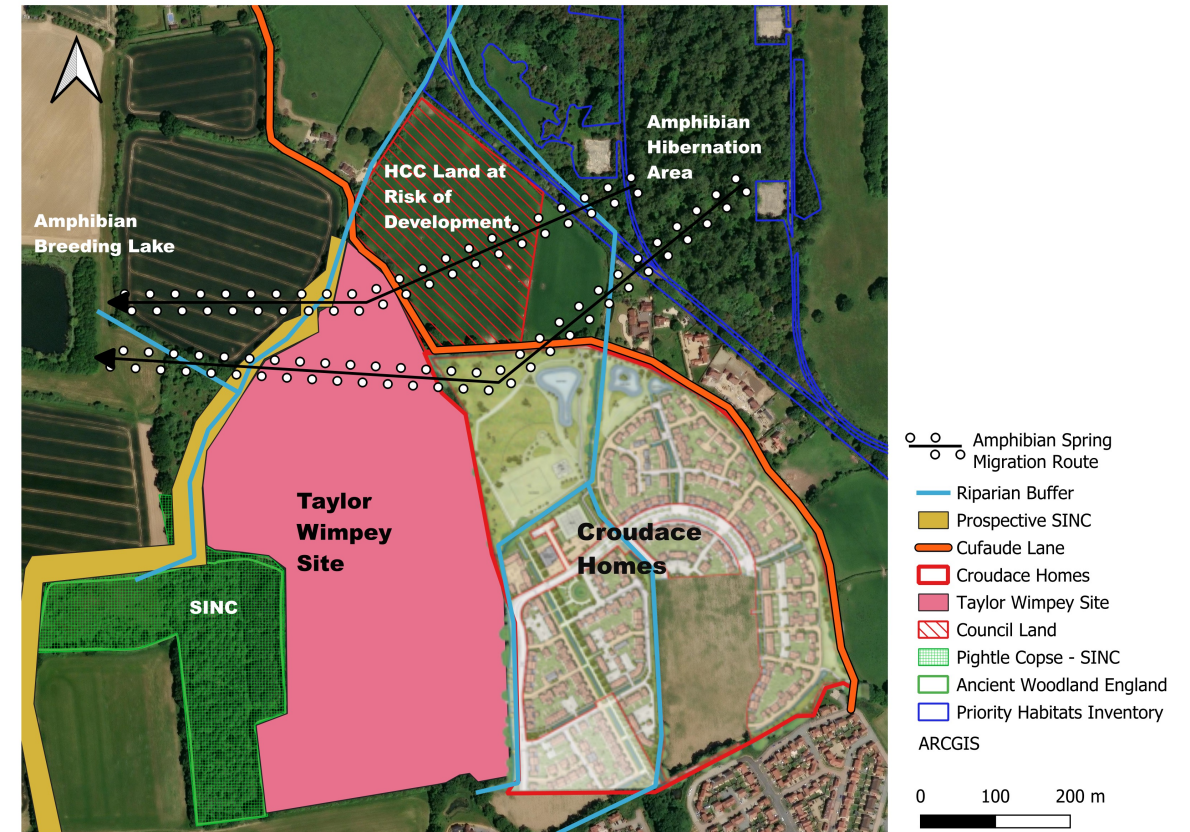 Amphibian
Hibernation
Area
HCC Land at
Risk of
Development
Amphibian
Breeding Lake
Taylor
Wimpey
Site
Croudace
Homes
SINC
Amphibian Spring
Migration Route
Riparian Buffer
Prospective SINC
Cufaude Lane
Croudace Homes
Taylor Wimpey Site
Council Land
Pightle Copse - SINC
Ancient Woodland England
Priority Habitats Inventory
ARCGIS
0 100 200 m